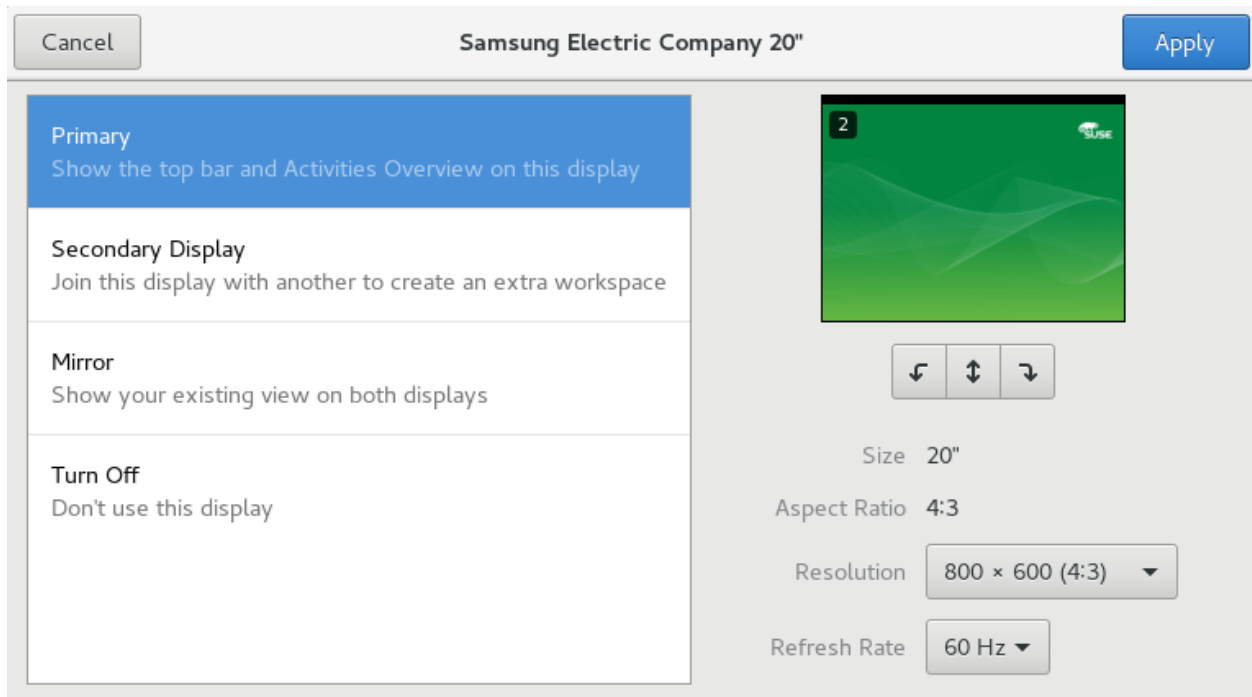 Cancel
Samsung Electric Company 20"
Apply
Primary
Show the top bar and Activities Overview on this display
Secondary Display
Join this display with another to create an extra workspace
Mirror
Show your existing view on both displays
Turn Off
Don't use this display
2
SUSE
Size 20"
Aspect Ratio 4:3
Resolution 800 × 600 (4:3)
Refresh Rate 60 Hz